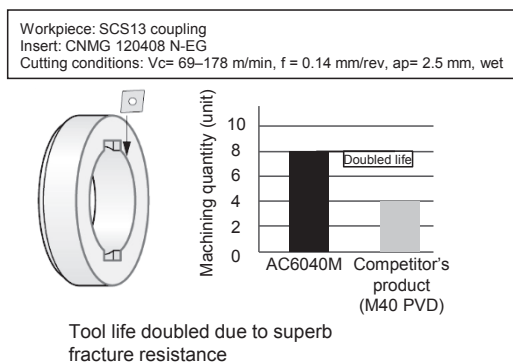 Workpiece: SCS13 coupling
Insert: CNMG 120408 N-EG
Cutting conditions: Vc= 69–178 m/min, f = 0.14 mm/rev, ap= 2.5 mm, wet
Machining quantity (unit)
10
8
6
4
2
0
Doubled life
AC6040M
Competitor's
product
(M40 PVD)
Tool life doubled due to superb
fracture resistance